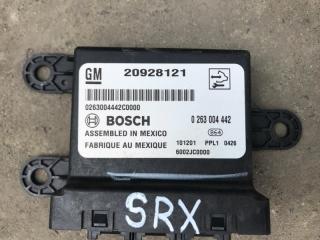 GM 20928121
0263004442C0000
BOSCH 0 263 004 442
ASSEMBLED IN MEXICO 864
FABRIQUE AU MEXIQUE 101201 PPL1 0426
6002JC0000
SRX